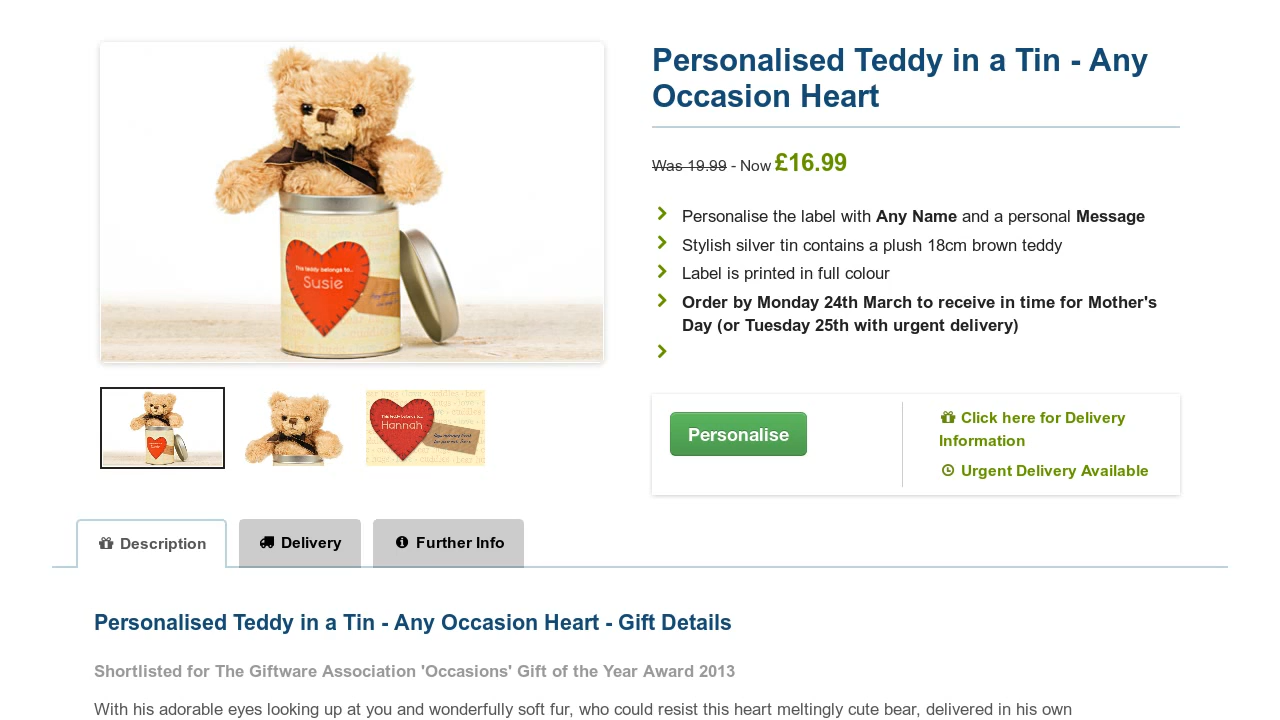 Personalised Teddy in a Tin - Any
Occasion Heart
Was 19.99 - Now £16.99
Personalise the label with Any Name and a personal Message
Stylish silver tin contains a plush 18cm brown teddy
Label is printed in full colour
Order by Monday 24th March to receive in time for Mother's
Day (or Tuesday 25th with urgent delivery)
This teddy belongs to...
Susie
This teddy belongs to...
Hannah
Personalise
Click here for Delivery
Information
Urgent Delivery Available
Description
Delivery
Further Info
Personalised Teddy in a Tin - Any Occasion Heart - Gift Details
Shortlisted for The Giftware Association 'Occasions' Gift of the Year Award 2013
With his adorable eyes looking up at you and wonderfully soft fur, who could resist this heart meltingly cute bear, delivered in his own